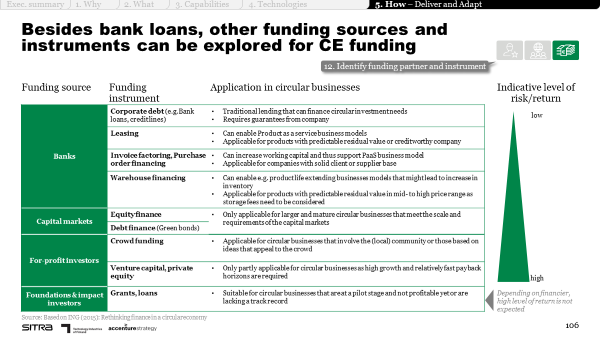 Exec. summary
1. Why
2. What
3. Capabilities
4. Technologies
5. How – Deliver and Adapt
Besides bank loans, other funding sources and
instruments can be explored for CE funding
12. Identify funding partner and instrument
Funding source
Funding
instrument
Application in circular businesses
Indicative level of
risk/return
Banks
Corporate debt (e.g. Bank
loans, creditlines)
• Traditional lending that can finance circular investment needs
• Requires guarantees from company
Leasing
• Can enable Product as a service business models
• Applicable for products with predictable residual value or creditworthy company
Invoice factoring, Purchase
order financing
• Can increase working capital and thus support PaaS business model
• Applicable for companies with solid client or supplier base
Warehouse financing
• Can enable e.g. product life extending businesses models that might lead to increase in
inventory
• Applicable for products with predictable residual value in mid- to high price range as
storage fees need to be considered
Capital markets
Equity finance
Debt finance (Green bonds)
• Only applicable for larger and mature circular businesses that meet the scale and
requirements of the capital markets
For-profit investors
Crowd funding
• Applicable for circular businesses that involve the (local) community or those based on
ideas that appeal to the crowd
Venture capital, private
equity
• Only partly applicable for circular businesses as high growth and relatively fast payback
horizons are required
Foundations & impact
investors
Grants, loans
• Suitable for circular businesses that are at a pilot stage and not profitable yet or are
lacking a track record
low
high
Depending on financier,
high level of return is not
expected
Source: Based on ING (2015): Rethinking finance in a circular economy
SITRA
Technology Industries
of Finland
accenturestrategy
106